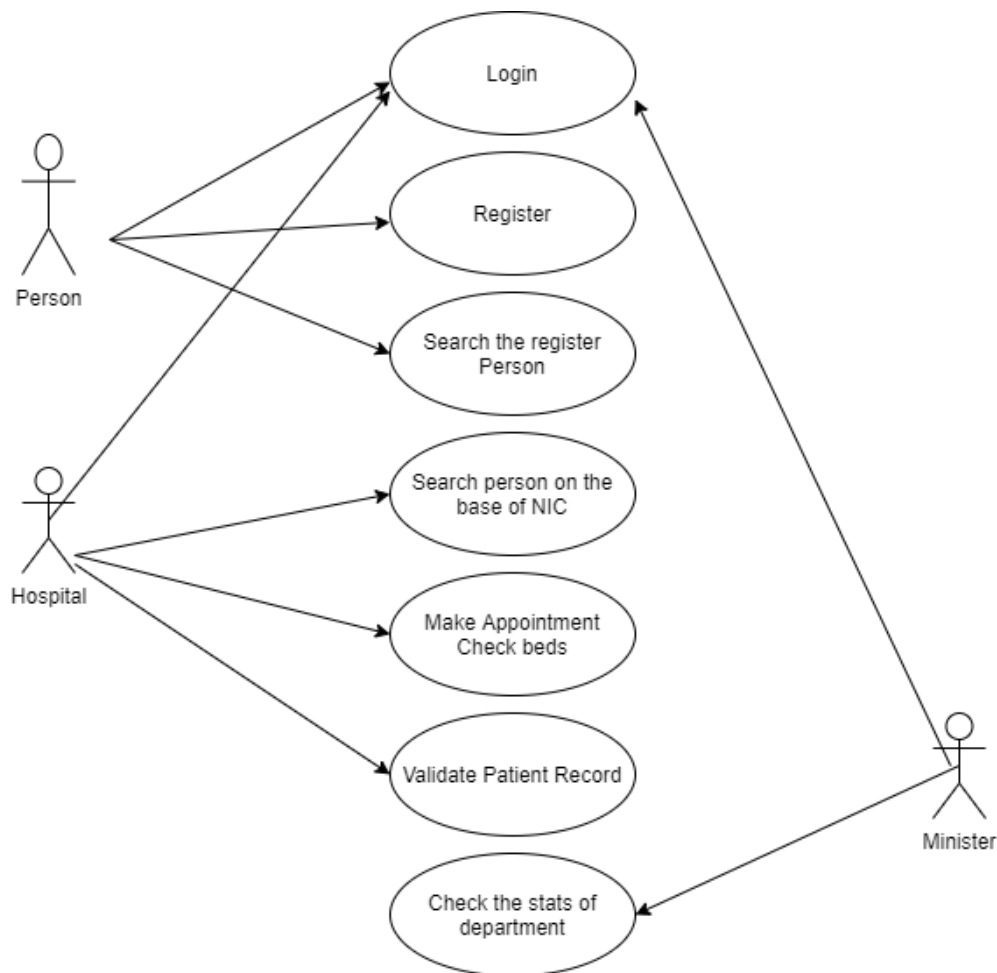 Login
Register
Person
Search the register
Person
Search person on the
base of NIC
Hospital
Make Appointment
Check beds
Validate Patient Record
Minister
Check the stats of
department